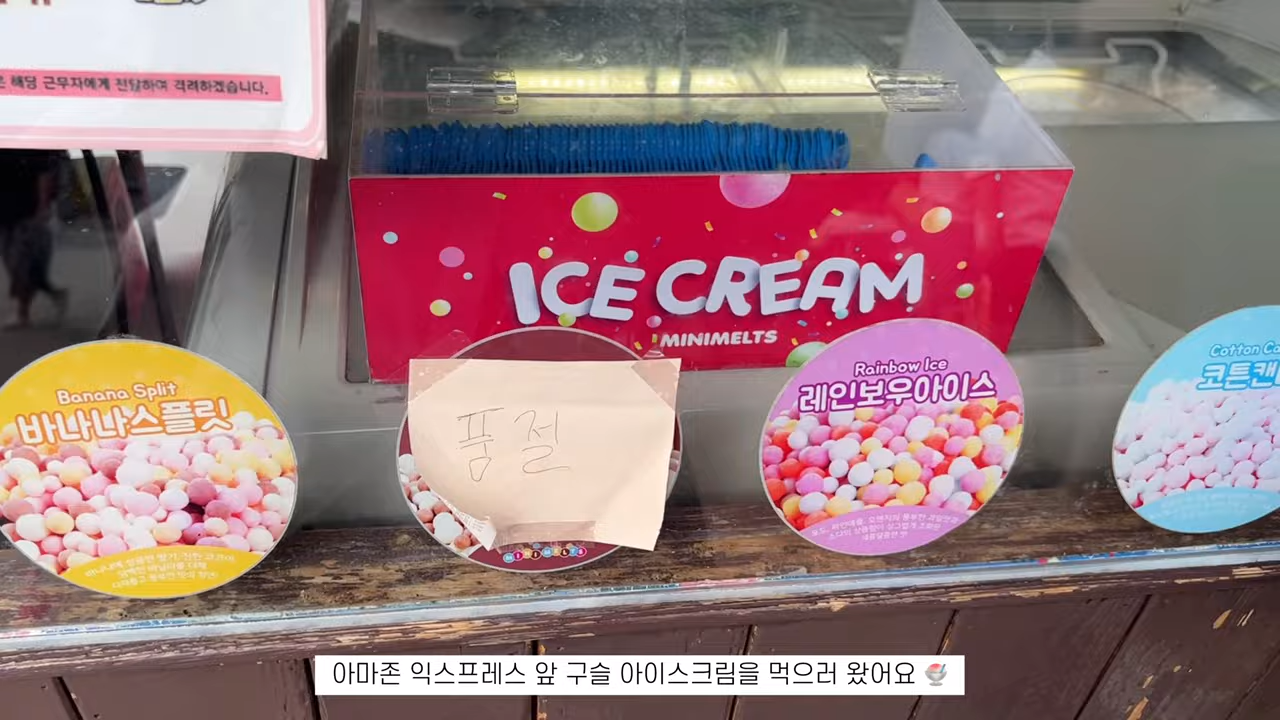 해당 근무자에게 전달하여 격려하겠습니다.
ICE CREAM
MINIMELTS
Banana Split
바나나스플릿
품절
MINIMELTS
Rainbow Ice
레인보우아이스
Cotton
코튼캔
아마존 익스프레스 앞 구슬 아이스크림을 먹으러 왔어요